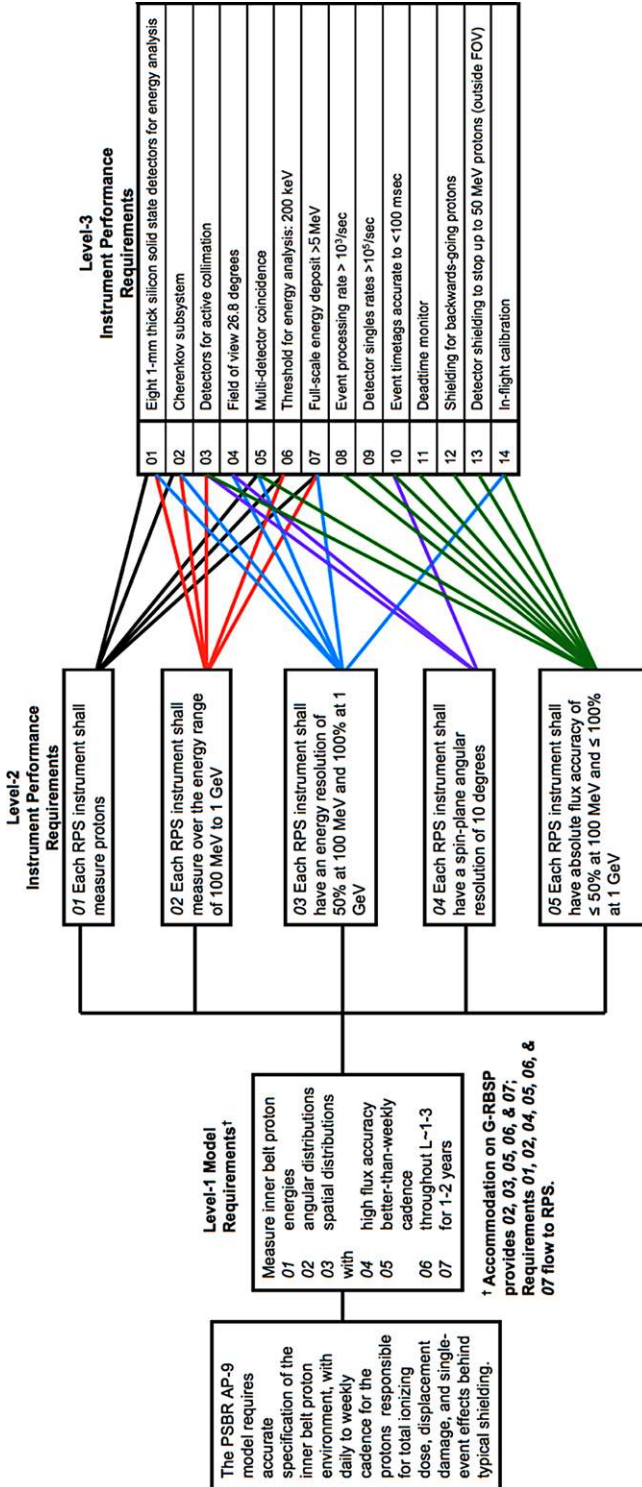 The PSBR AP-9
model requires
accurate
specification of the
inner belt proton
environment, with
daily to weekly
cadence for the
protons responsible
for total ionizing
dose, displacement
damage, and single-
event effects behind
typical shielding.
Level-1 Model
Requirements†
Measure inner belt proton
01 energies
02 angular distributions
03 spatial distributions
with
04 high flux accuracy
05 better-than-weekly
cadence
06 throughout L~1-3
07 for 1-2 years
† Accommodation on G-RBSP
provides 02, 03, 05, 06, & 07;
Requirements 01, 02, 04, 05, 06, &
07 flow to RPS.
Level-2
Instrument Performance
Requirements
01 Each RPS instrument shall
measure protons
02 Each RPS instrument shall
measure over the energy range
of 100 MeV to 1 GeV
03 Each RPS instrument shall
have an energy resolution of
50% at 100 MeV and 100% at 1
GeV
04 Each RPS instrument shall
have a spin-plane angular
resolution of 10 degrees
05 Each RPS instrument shall
have absolute flux accuracy of
≤ 50% at 100 MeV and ≤ 100%
at 1 GeV
Level-3
Instrument Performance
Requirements
01 Eight 1-mm thick silicon solid state detectors for energy analysis
02 Cherenkov subsystem
03 Detectors for active collimation
04 Field of view 26.8 degrees
05 Multi-detector coincidence
06 Threshold for energy analysis: 200 keV
07 Full-scale energy deposit >5 MeV
08 Event processing rate > 10³/sec
09 Detector singles rates >10⁵/sec
10 Event timetags accurate to <100 msec
11 Deadtime monitor
12 Shielding for backwards-going protons
13 Detector shielding to stop up to 50 MeV protons (outside FOV)
14 In-flight calibration